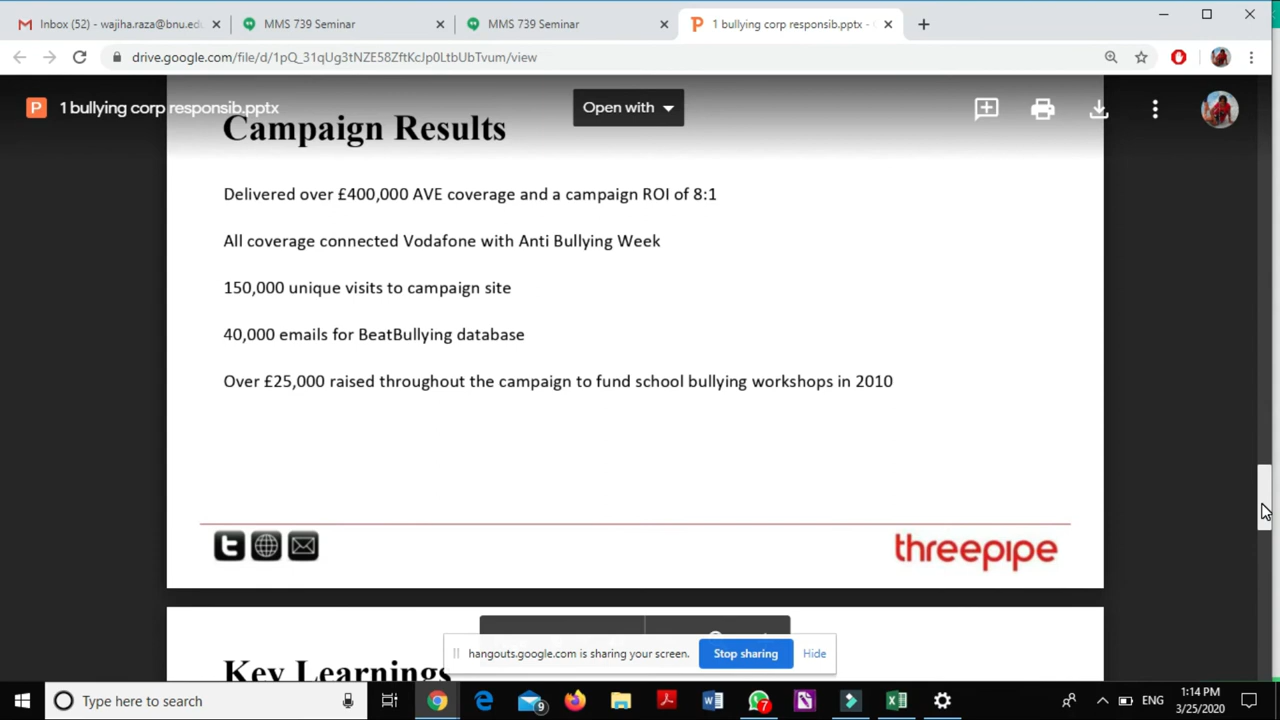 Inbox (52) - wajiha.raza@bnu.edu
MMS 739 Seminar
MMS 739 Seminar
1 bullying corp responsib.pptx -
drive.google.com/file/d/1pQ_31qUg3tNZE58ZftKcJp0LtbUbTvum/view
1 bullying corp responsib.pptx
Open with
Campaign Results
Delivered over £400,000 AVE coverage and a campaign ROI of 8:1
All coverage connected Vodafone with Anti Bullying Week
150,000 unique visits to campaign site
40,000 emails for BeatBullying database
Over £25,000 raised throughout the campaign to fund school bullying workshops in 2010
threepipe
hangouts.google.com is sharing your screen.
Stop sharing
Hide
Key Learnings
Type here to search
9
7
ENG
1:14 PM
3/25/2020